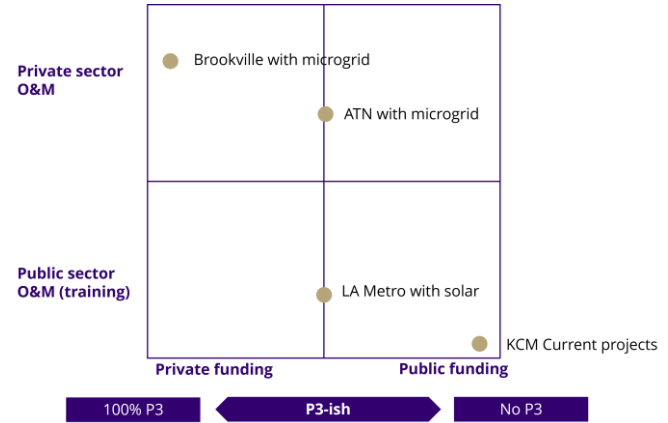 Private sector
O&M
Brookville with microgrid
ATN with microgrid
Public sector
O&M (training)
LA Metro with solar
KCM Current projects
Private funding
Public funding
100% P3
P3-ish
No P3